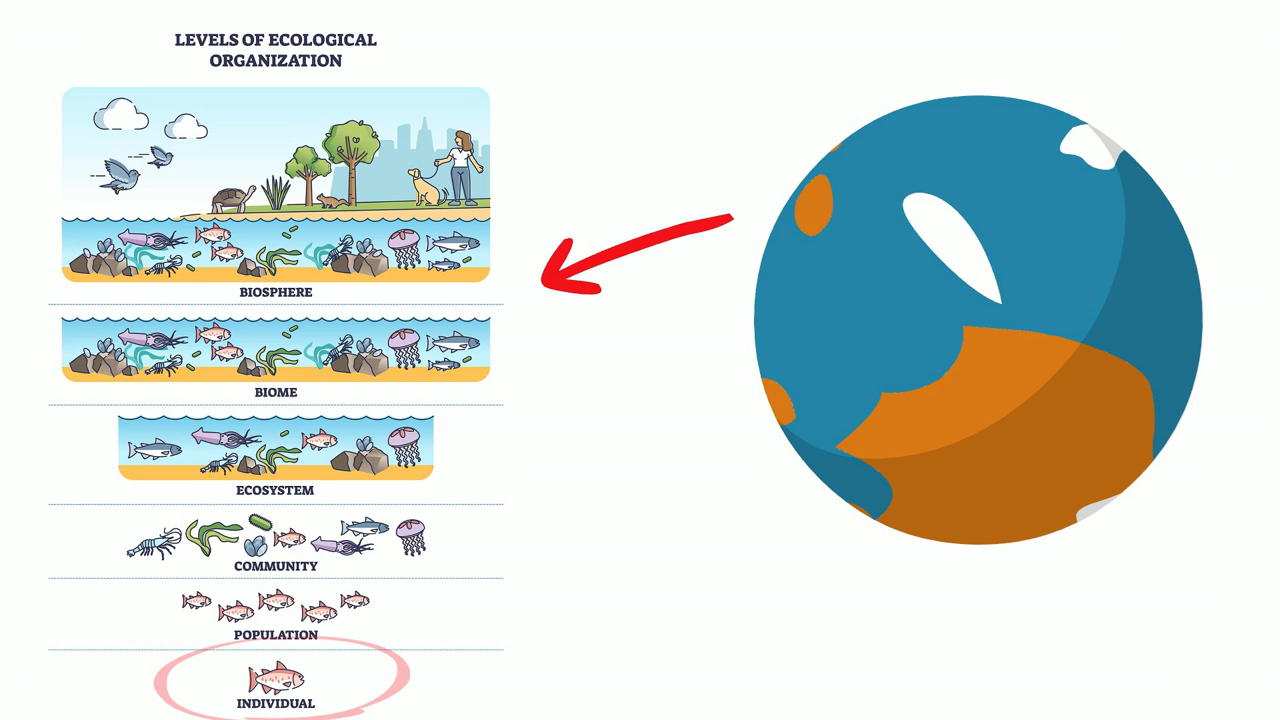 LEVELS OF ECOLOGICAL
ORGANIZATION
BIOSPHERE
BIOME
ECOSYSTEM
COMMUNITY
POPULATION
INDIVIDUAL